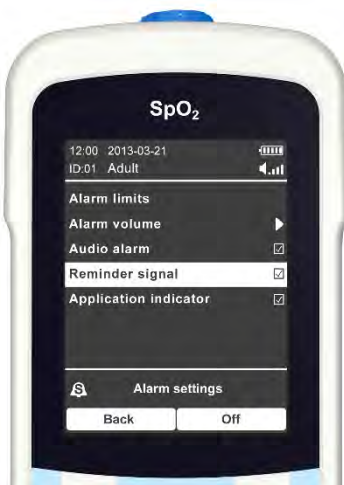 SpO₂
12:00 2013-03-21
ID:01 Adult
Alarm limits
Alarm volume
Audio alarm
Reminder signal
Application indicator
S Alarm settings
Back Off